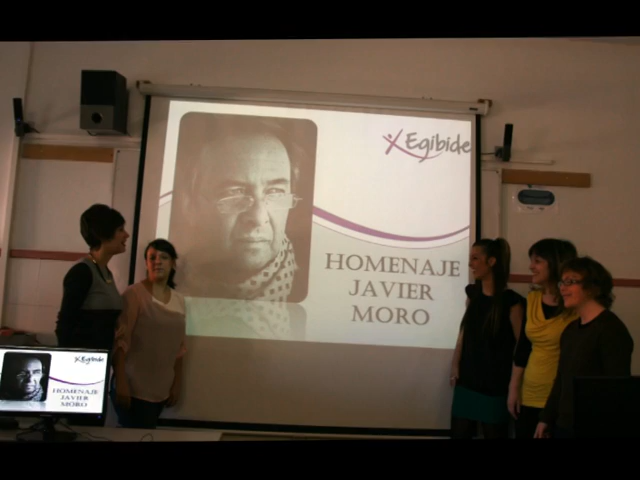 Egibide
HOMENAJE
JAVIER
MORO
Egibide
HOMENAJE
JAVIER
MORO